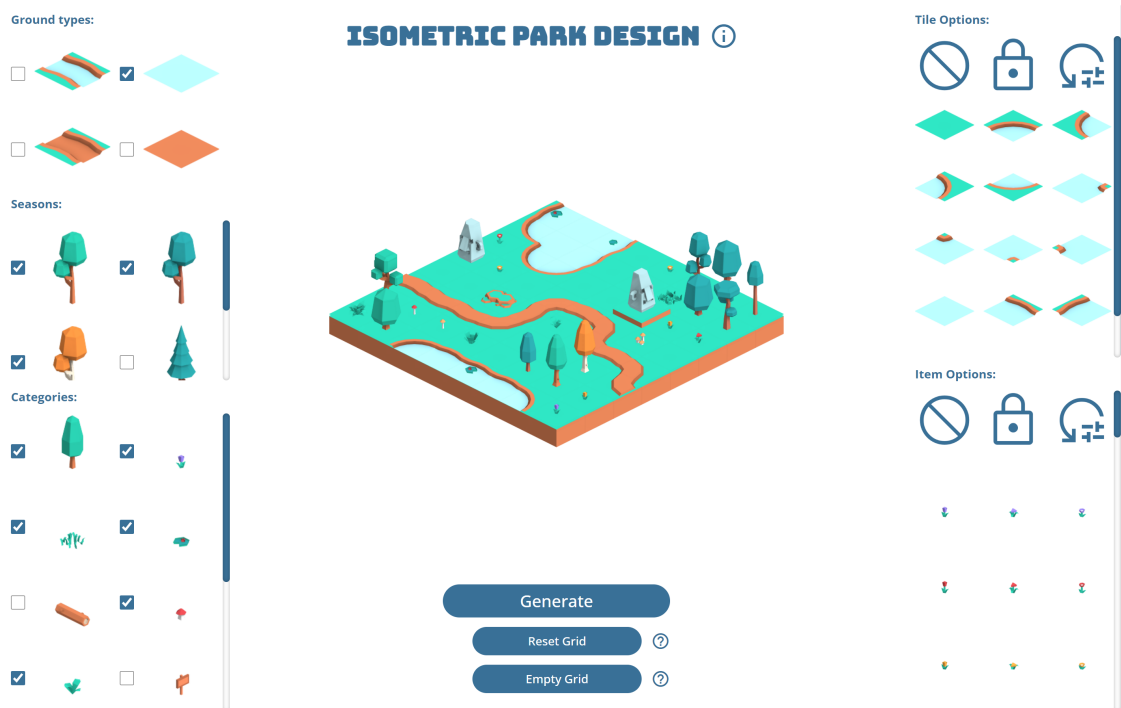 Ground types:
ISOMETRIC PARK DESIGN
Tile Options:
Seasons:
Categories:
Item Options:
Generate
Reset Grid
Empty Grid